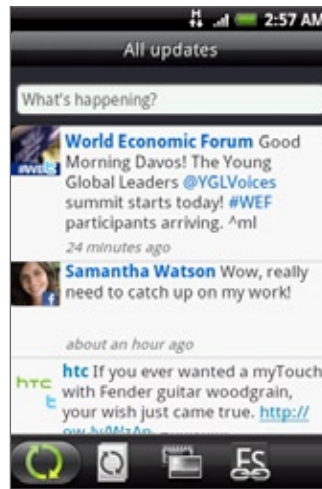 H 2:57 AM
All updates
What's happening?
World Economic Forum Good
Morning Davos! The Young
Global Leaders @YGLVoices
summit starts today! #WEF
participants arriving. ^ml
#WEF
24 minutes ago
Samantha Watson Wow, really
need to catch up on my work!
about an hour ago
htc
htc If you ever wanted a myTouch
with Fender guitar woodgrain,
your wish just came true. http://